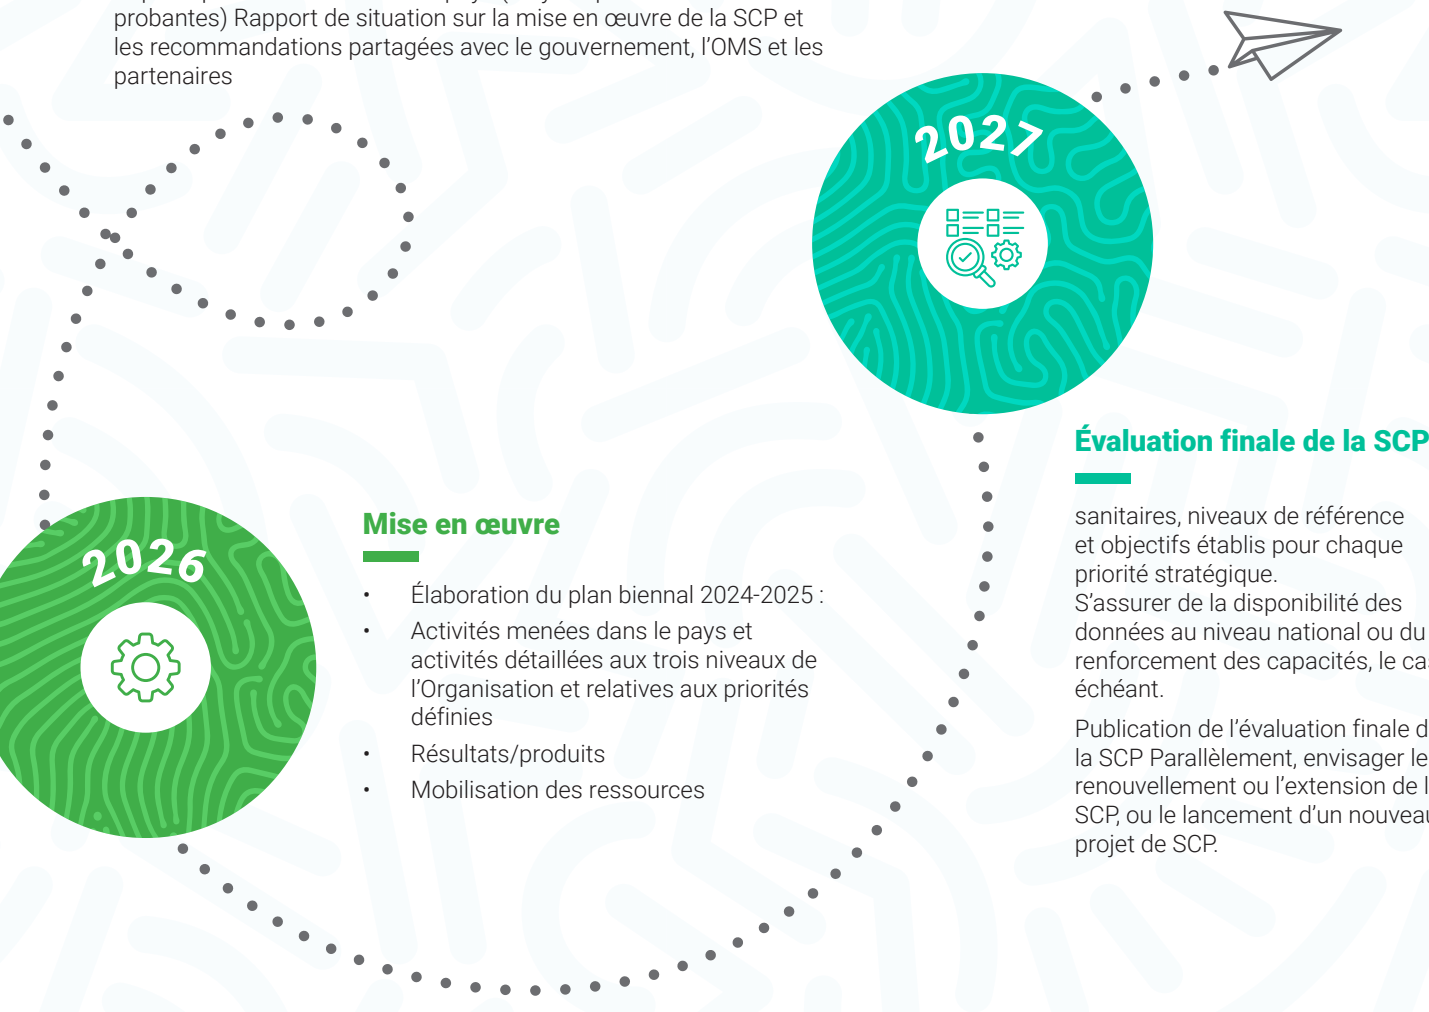 probantes) Rapport de situation sur la mise en œuvre de la SCP et
les recommandations partagées avec le gouvernement, l’OMS et les
partenaires
2027
Évaluation finale de la SCP
sanitaires, niveaux de référence
et objectifs établis pour chaque
priorité stratégique.
S’assurer de la disponibilité des
données au niveau national ou du
renforcement des capacités, le
échéant.
Publication de l’évaluation finale
la SCP Parallèlement, envisager le
renouvellement ou l’extension de
SCP, ou le lancement d’un nouveau
projet de SCP.
2026
Mise en œuvre
• Élaboration du plan biennal 2024-2025 :
• Activités menées dans le pays et
activités détaillées aux trois niveaux de
l’Organisation et relatives aux priorités
définies
• Résultats/produits
• Mobilisation des ressources